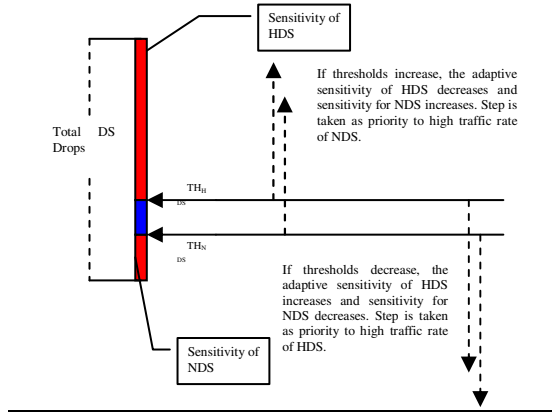 Sensitivity of
HDS
If thresholds increase, the adaptive
sensitivity of HDS decreases and
sensitivity for NDS increases. Step is
taken as priority to high traffic rate
of NDS.
Total DS
Drops
THH
DS
THN
DS
If thresholds decrease, the
adaptive sensitivity of HDS
increases and sensitivity for
NDS decreases. Step is taken
as priority to high traffic rate
of HDS.
Sensitivity of
NDS